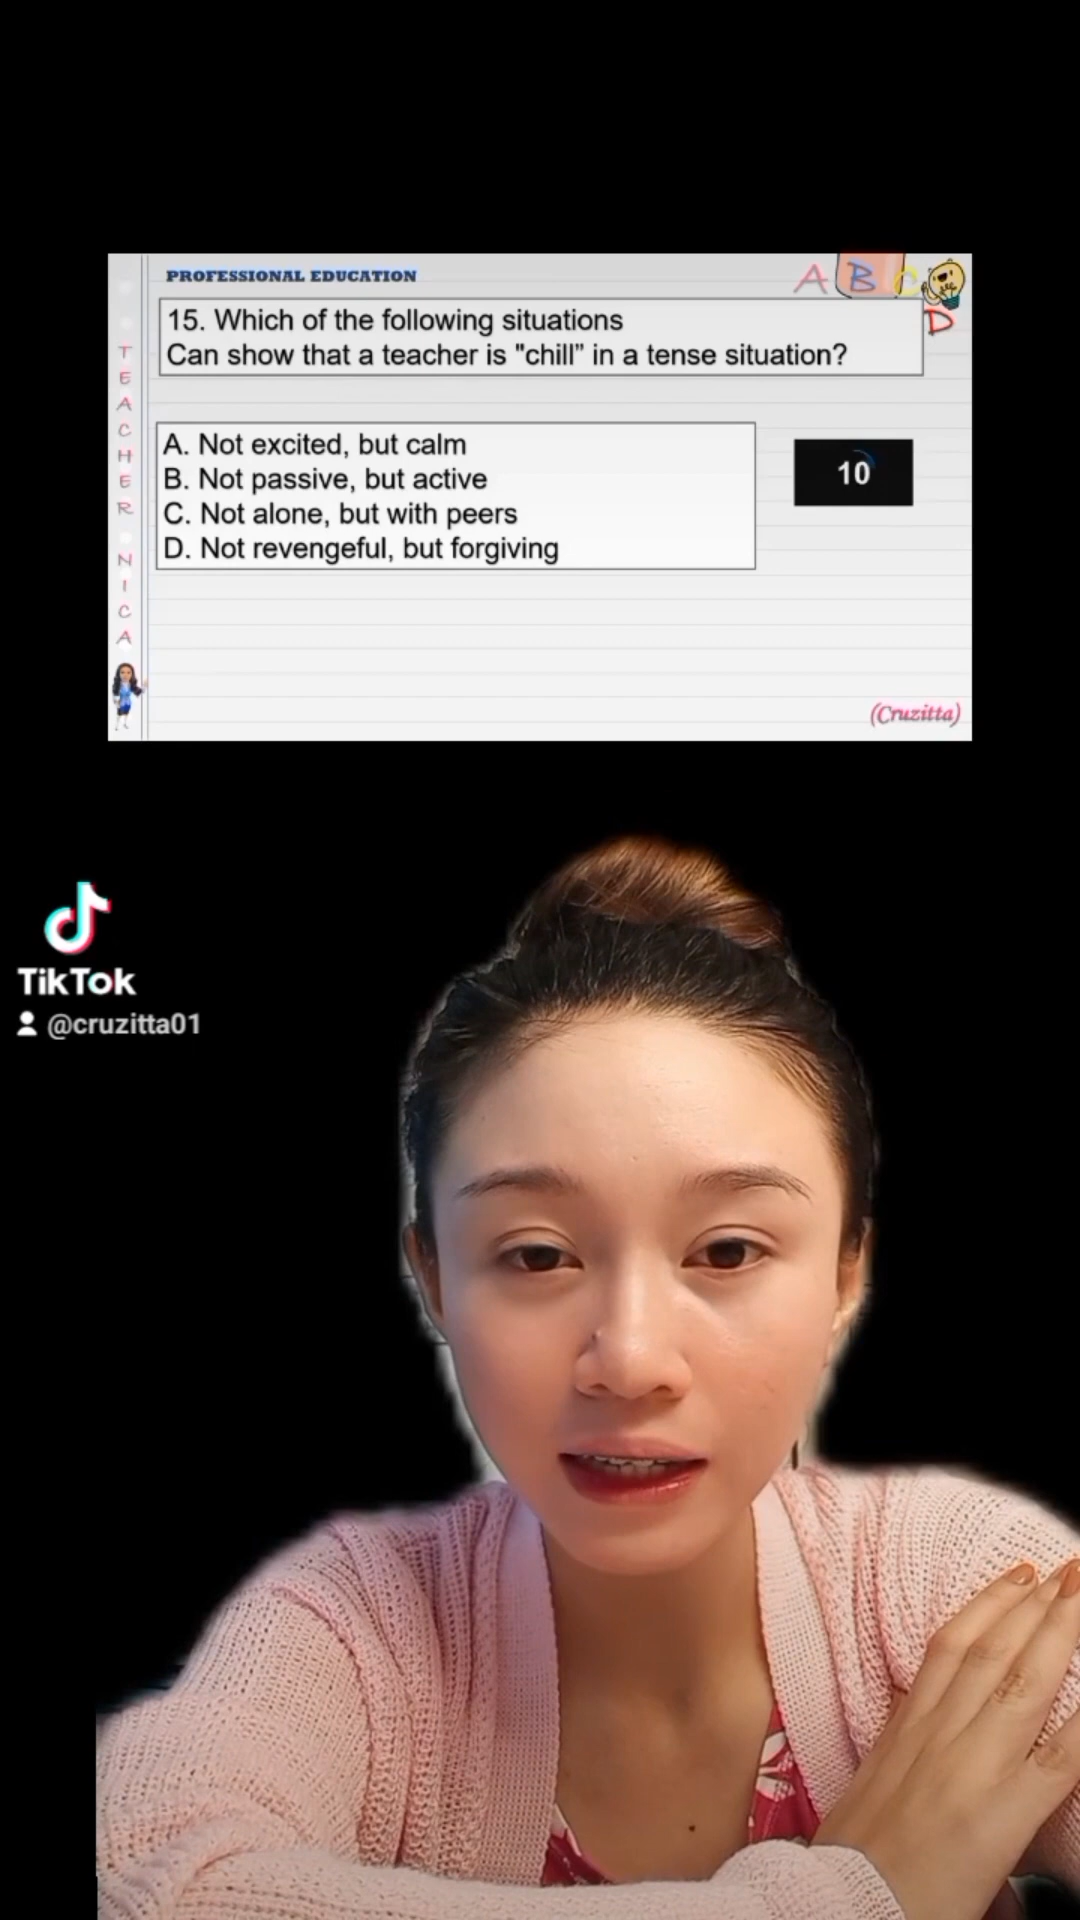 PROFESSIONAL EDUCATION
A B C D
15. Which of the following situations
Can show that a teacher is "chill” in a tense situation?
A. Not excited, but calm
B. Not passive, but active
C. Not alone, but with peers
D. Not revengeful, but forgiving
10
TEACHER NICA
(Cruzitta)
TikTok
@cruzitta01